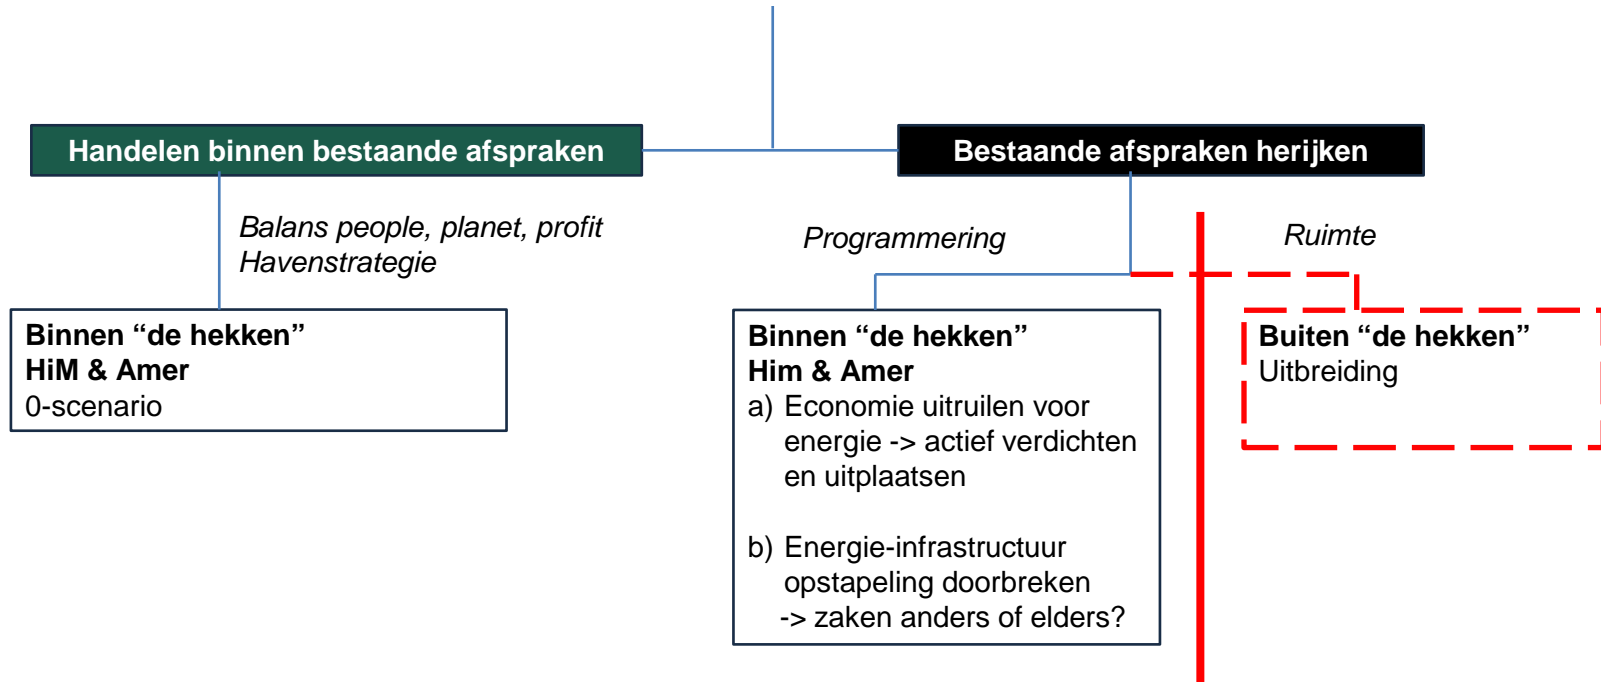 Handelen binnen bestaande afspraken
Bestaande afspraken herijken
Balans people, planet, profit
Havenstrategie
Programmering
Ruimte
Binnen “de hekken”
HiM & Amer
0-scenario
Binnen “de hekken”
Him & Amer
a) Economie uitruilen voor
energie -> actief verdichten
en uitplaatsen
b) Energie-infrastructuur
opstapeling doorbreken
-> zaken anders of elders?
Buiten “de hekken”
Uitbreiding